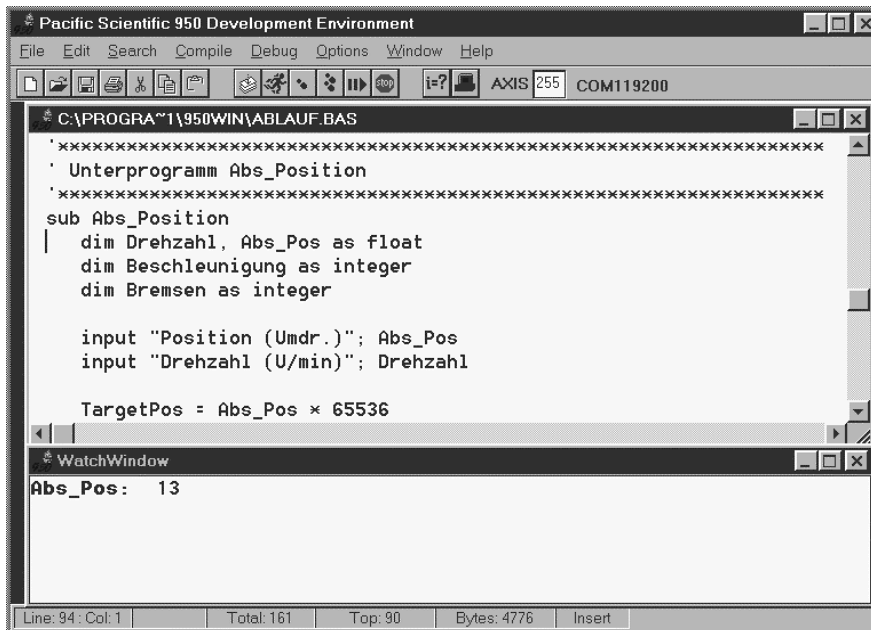 Pacific Scientific 950 Development Environment
File Edit Search Compile Debug Options Window Help
stop i=? AXIS 255 COM119200
C:\PROGRA~1\950WIN\ABLAUF.BAS
'*******************************************************************
' Unterprogramm Abs_Position
'*******************************************************************
sub Abs_Position
dim Drehzahl, Abs_Pos as float
dim Beschleunigung as integer
dim Bremsen as integer
input "Position (Umdr.)"; Abs_Pos
input "Drehzahl (U/min)"; Drehzahl
TargetPos = Abs_Pos * 65536
WatchWindow
Abs_Pos: 13
Line: 94 : Col: 1 Total: 161 Top: 90 Bytes: 4776 Insert